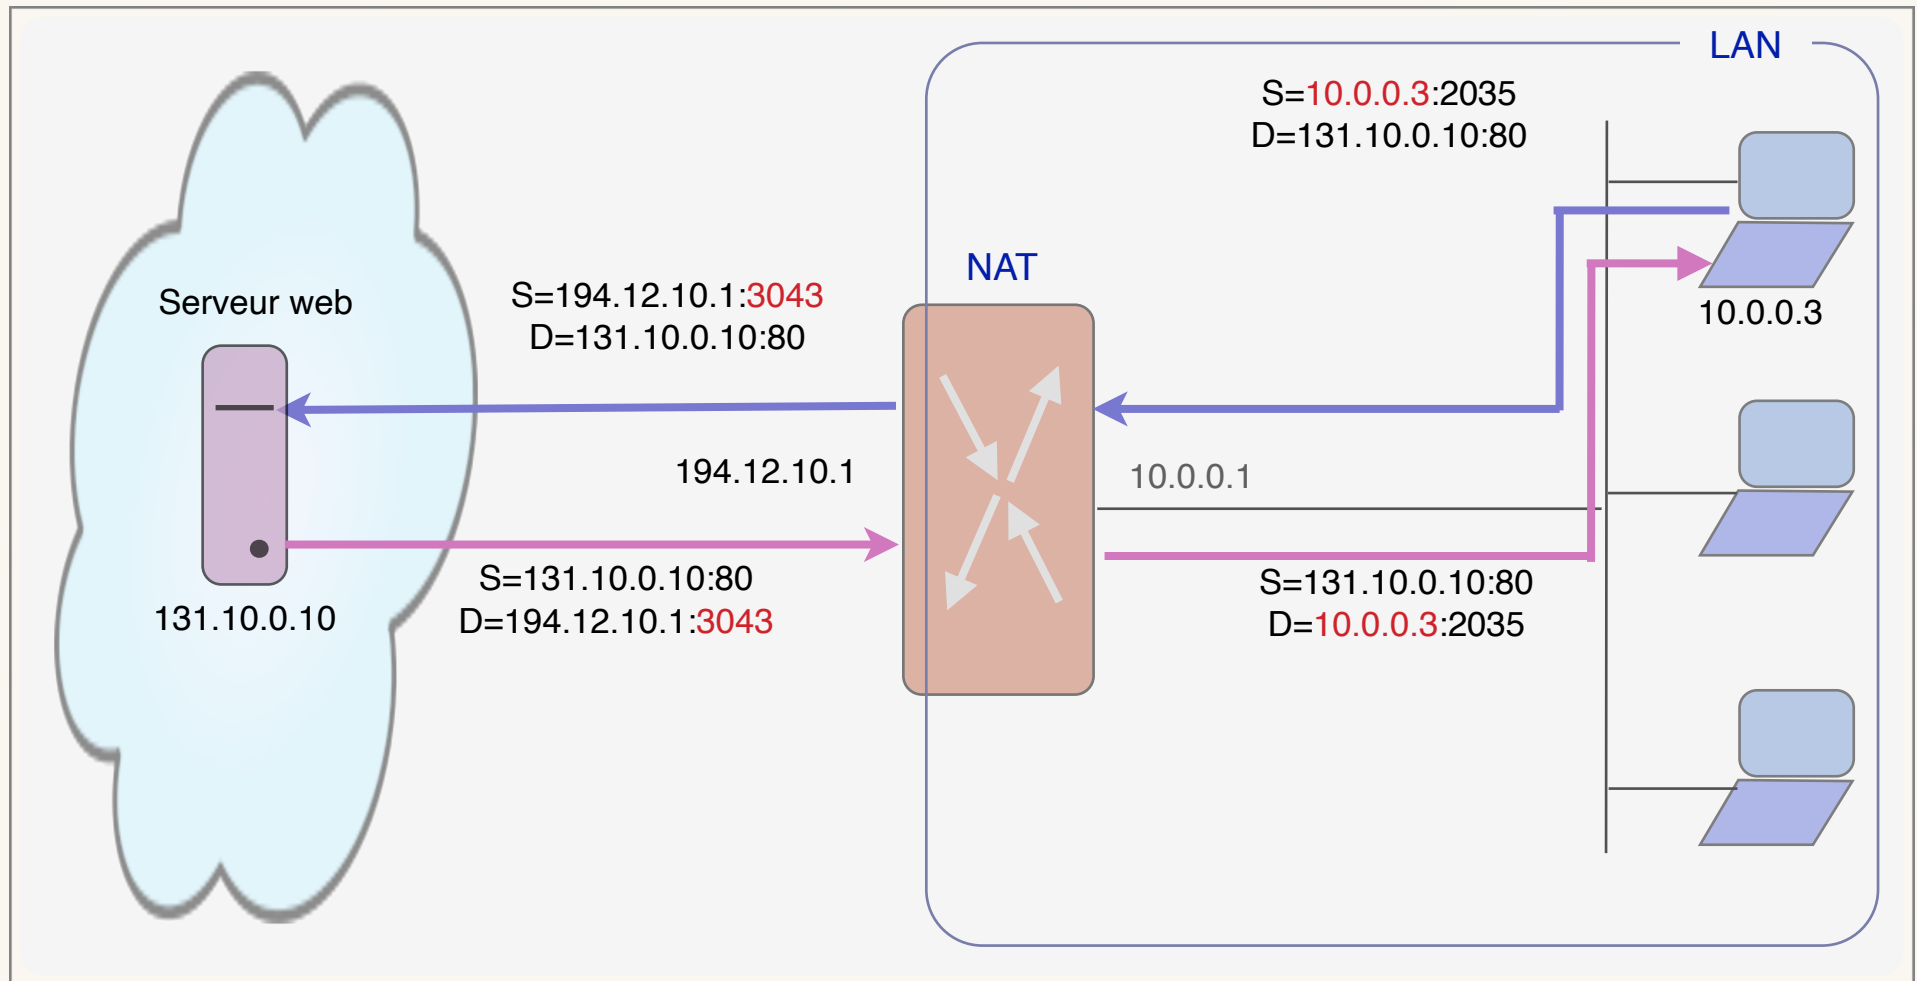 LAN
S=10.0.0.3:2035
D=131.10.0.10:80
NAT
Serveur web
S=194.12.10.1:3043
D=131.10.0.10:80
10.0.0.3
194.12.10.1
10.0.0.1
S=131.10.0.10:80
D=194.12.10.1:3043
131.10.0.10
S=131.10.0.10:80
D=10.0.0.3:2035